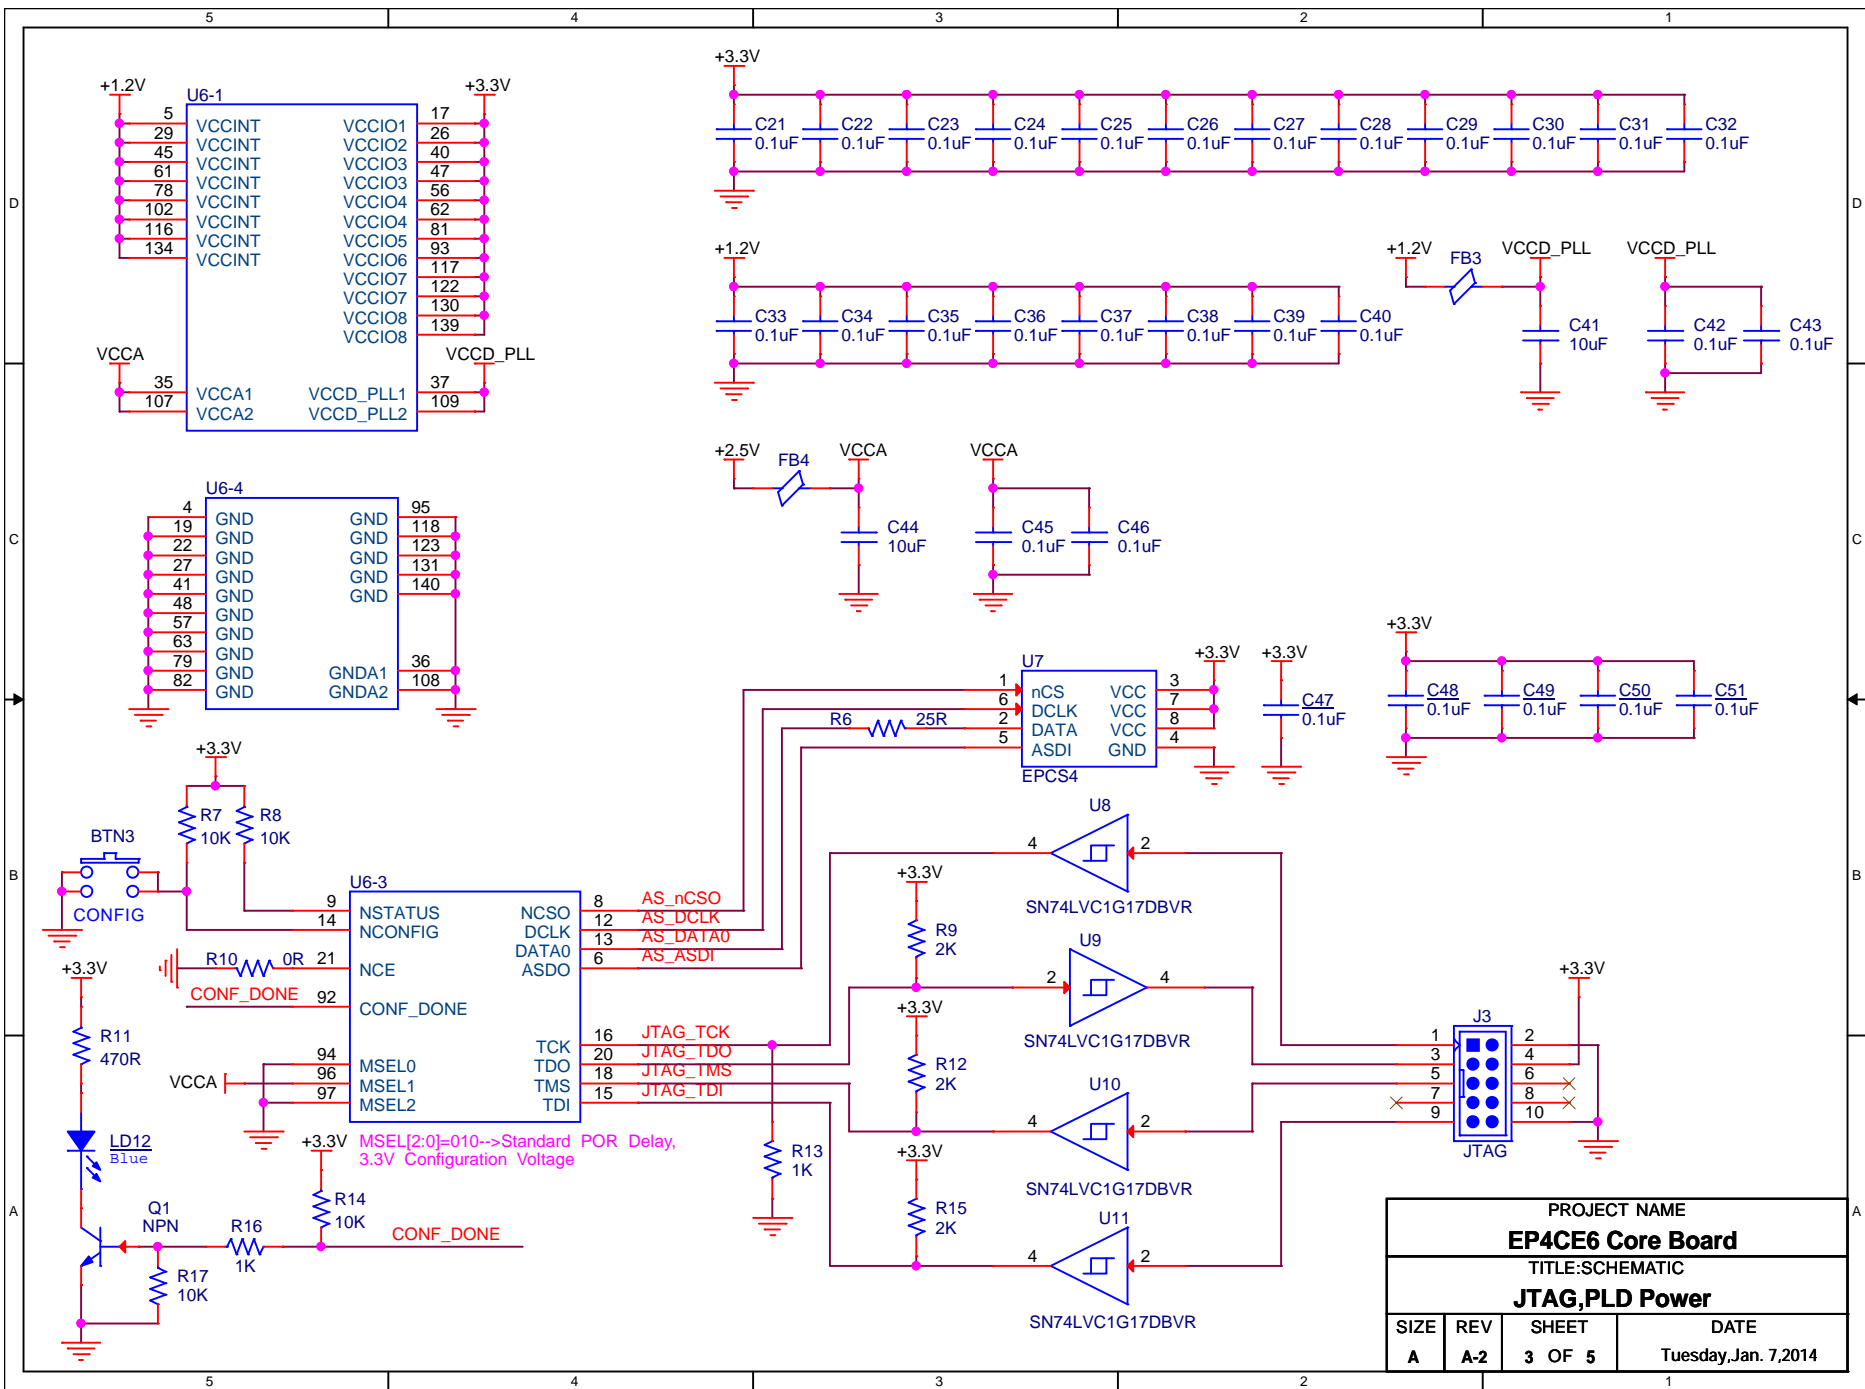 5 4 3 2 1
D
C
B
A
+1.2V
U6-1
+3.3V
5 VCCINT VCCIO1 17
29 VCCINT VCCIO2 26
45 VCCINT VCCIO3 40
61 VCCINT VCCIO3 47
78 VCCINT VCCIO4 56
102 VCCINT VCCIO4 62
116 VCCINT VCCIO5 81
134 VCCINT VCCIO6 93
VCCIO7 117
VCCIO7 122
VCCIO8 130
VCCIO8 139
VCCA
VCCD_PLL
35 VCCA1 VCCD_PLL1 37
107 VCCA2 VCCD_PLL2 109
+3.3V
C21 C22 C23 C24 C25 C26 C27 C28 C29 C30 C31 C32
0.1uF 0.1uF 0.1uF 0.1uF 0.1uF 0.1uF 0.1uF 0.1uF 0.1uF 0.1uF 0.1uF 0.1uF
+1.2V
C33 C34 C35 C36 C37 C38 C39 C40
0.1uF 0.1uF 0.1uF 0.1uF 0.1uF 0.1uF 0.1uF 0.1uF
+1.2V
FB3
VCCD_PLL
C41
10uF
VCCD_PLL
C42 C43
0.1uF 0.1uF
+2.5V
FB4
VCCA
C44
10uF
VCCA
C45 C46
0.1uF 0.1uF
U6-4
4 GND GND 95
19 GND GND 118
22 GND GND 123
27 GND GND 131
41 GND GND 140
48 GND
57 GND
63 GND
79 GND GNDA1 36
82 GND GNDA2 108
U7
1 nCS VCC 3
6 DCLK VCC 7
2 DATA VCC 8
5 ASDI GND 4
EPCS4
+3.3V
R6 25R
+3.3V
C47
0.1uF
+3.3V
C48 C49 C50 C51
0.1uF 0.1uF 0.1uF 0.1uF
+3.3V
R7 R8
10K 10K
BTN3
CONFIG
U6-3
9 NSTATUS NCSO 8 AS_nCSO
14 NCONFIG DCLK 12 AS_DCLK
DATA0 13 AS_DATA0
R10 0R 21 NCE ASDO 6 AS_ASDI
CONF_DONE 92 CONF_DONE
TCK 16 JTAG_TCK
94 MSEL0 TDO 20 JTAG_TDO
VCCA 96 MSEL1 TMS 18 JTAG_TMS
97 MSEL2 TDI 15 JTAG_TDI
MSEL[2:0]=010-->Standard POR Delay,
3.3V Configuration Voltage
+3.3V
R11
470R
LD12
Blue
Q1
NPN
R16
1K
R17
10K
+3.3V
R14
10K
CONF_DONE
R13
1K
+3.3V
R9
2K
+3.3V
R12
2K
+3.3V
R15
2K
U8
4 2
SN74LVC1G17DBVR
U9
2 4
SN74LVC1G17DBVR
U10
4 2
SN74LVC1G17DBVR
U11
4 2
SN74LVC1G17DBVR
+3.3V
J3
1 2
3 4
5 6
7 8
9 10
JTAG
PROJECT NAME
EP4CE6 Core Board
TITLE:SCHEMATIC
JTAG,PLD Power
SIZE REV SHEET DATE
A A-2 3 OF 5 Tuesday,Jan. 7,2014
D
C
B
A
5 4 3 2 1